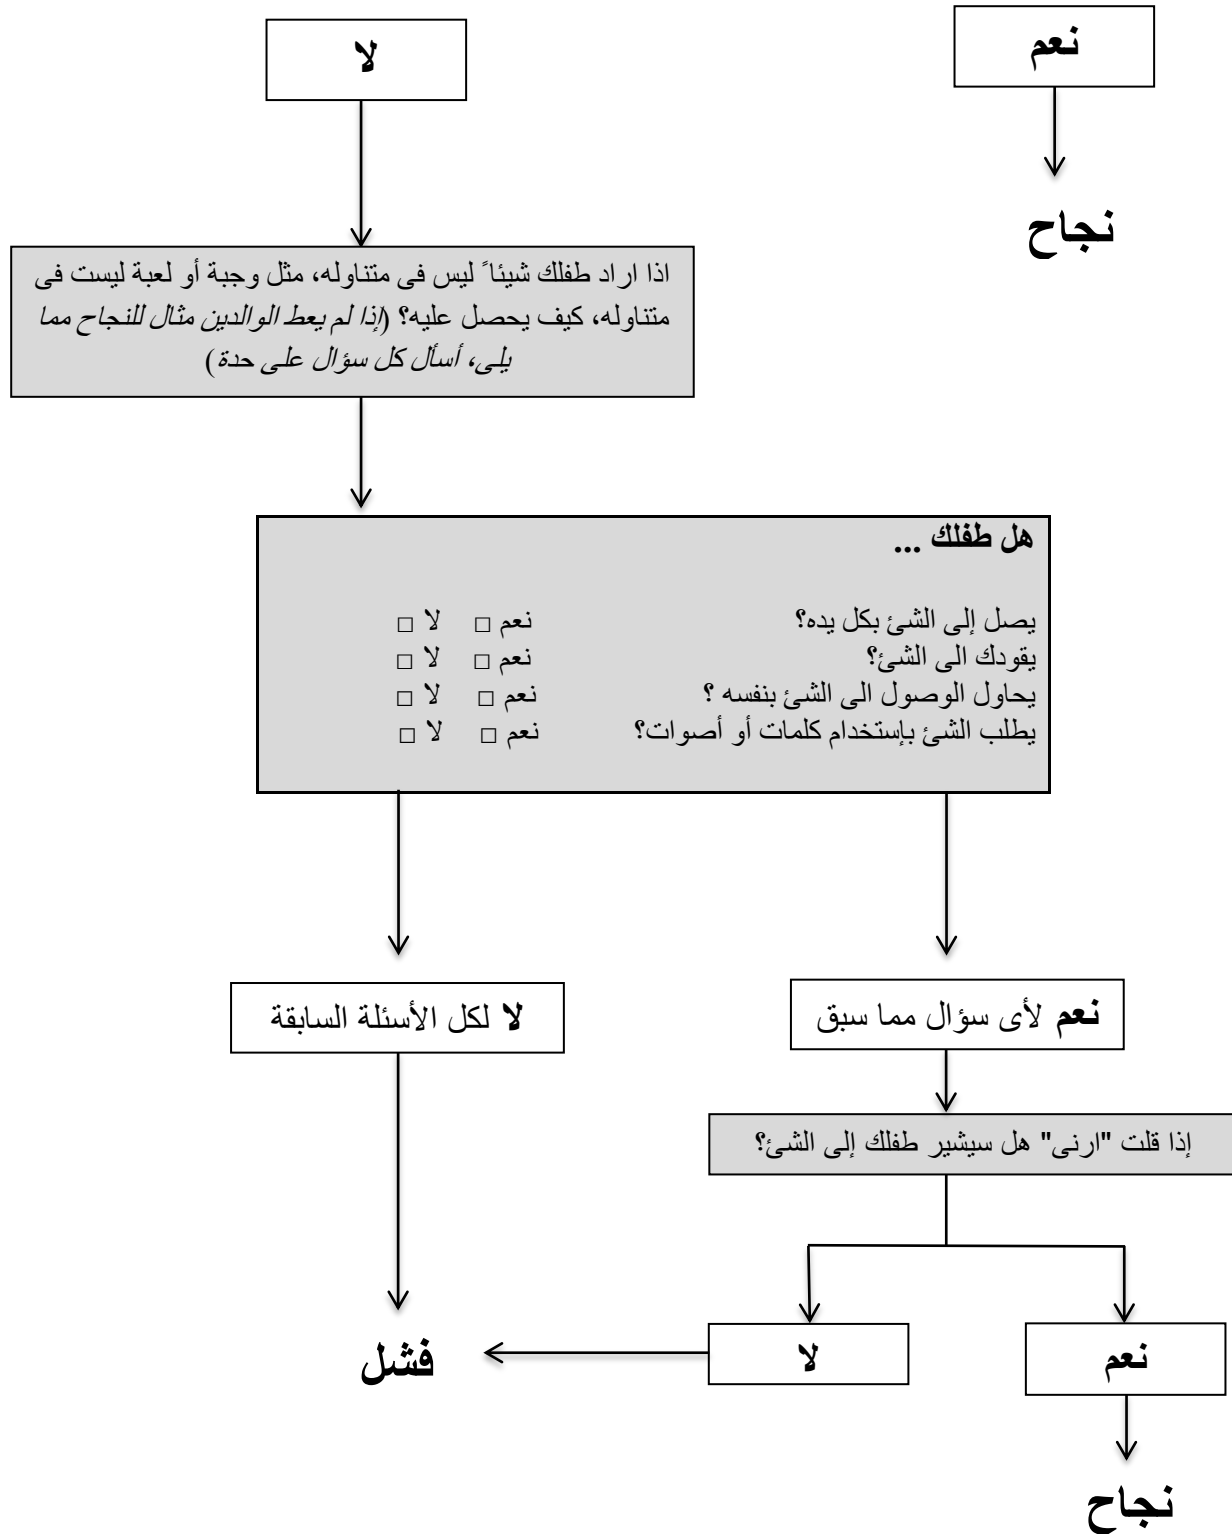 نعم
لا
نجاح
اذا اراد طفلك شيئا ً ليس فى متناوله، مثل وجبة أو لعبة ليست فى
متناوله، كيف يحصل عليه؟ (إذا لم يعط الوالدين مثال للنجاح مما
يلى، أسأل كل سؤال على حدة)
هل طفلك ...
يصل إلى الشئ بكل يده؟ نعم □ لا □
يقودك الى الشئ؟ نعم □ لا □
يحاول الوصول الى الشئ بنفسه ؟ نعم □ لا □
يطلب الشئ بإستخدام كلمات أو أصوات؟ نعم □ لا □
نعم لأى سؤال مما سبق
لا لكل الأسئلة السابقة
إذا قلت "ارنى" هل سيشير طفلك إلى الشئ؟
نعم
لا
فشل
نجاح